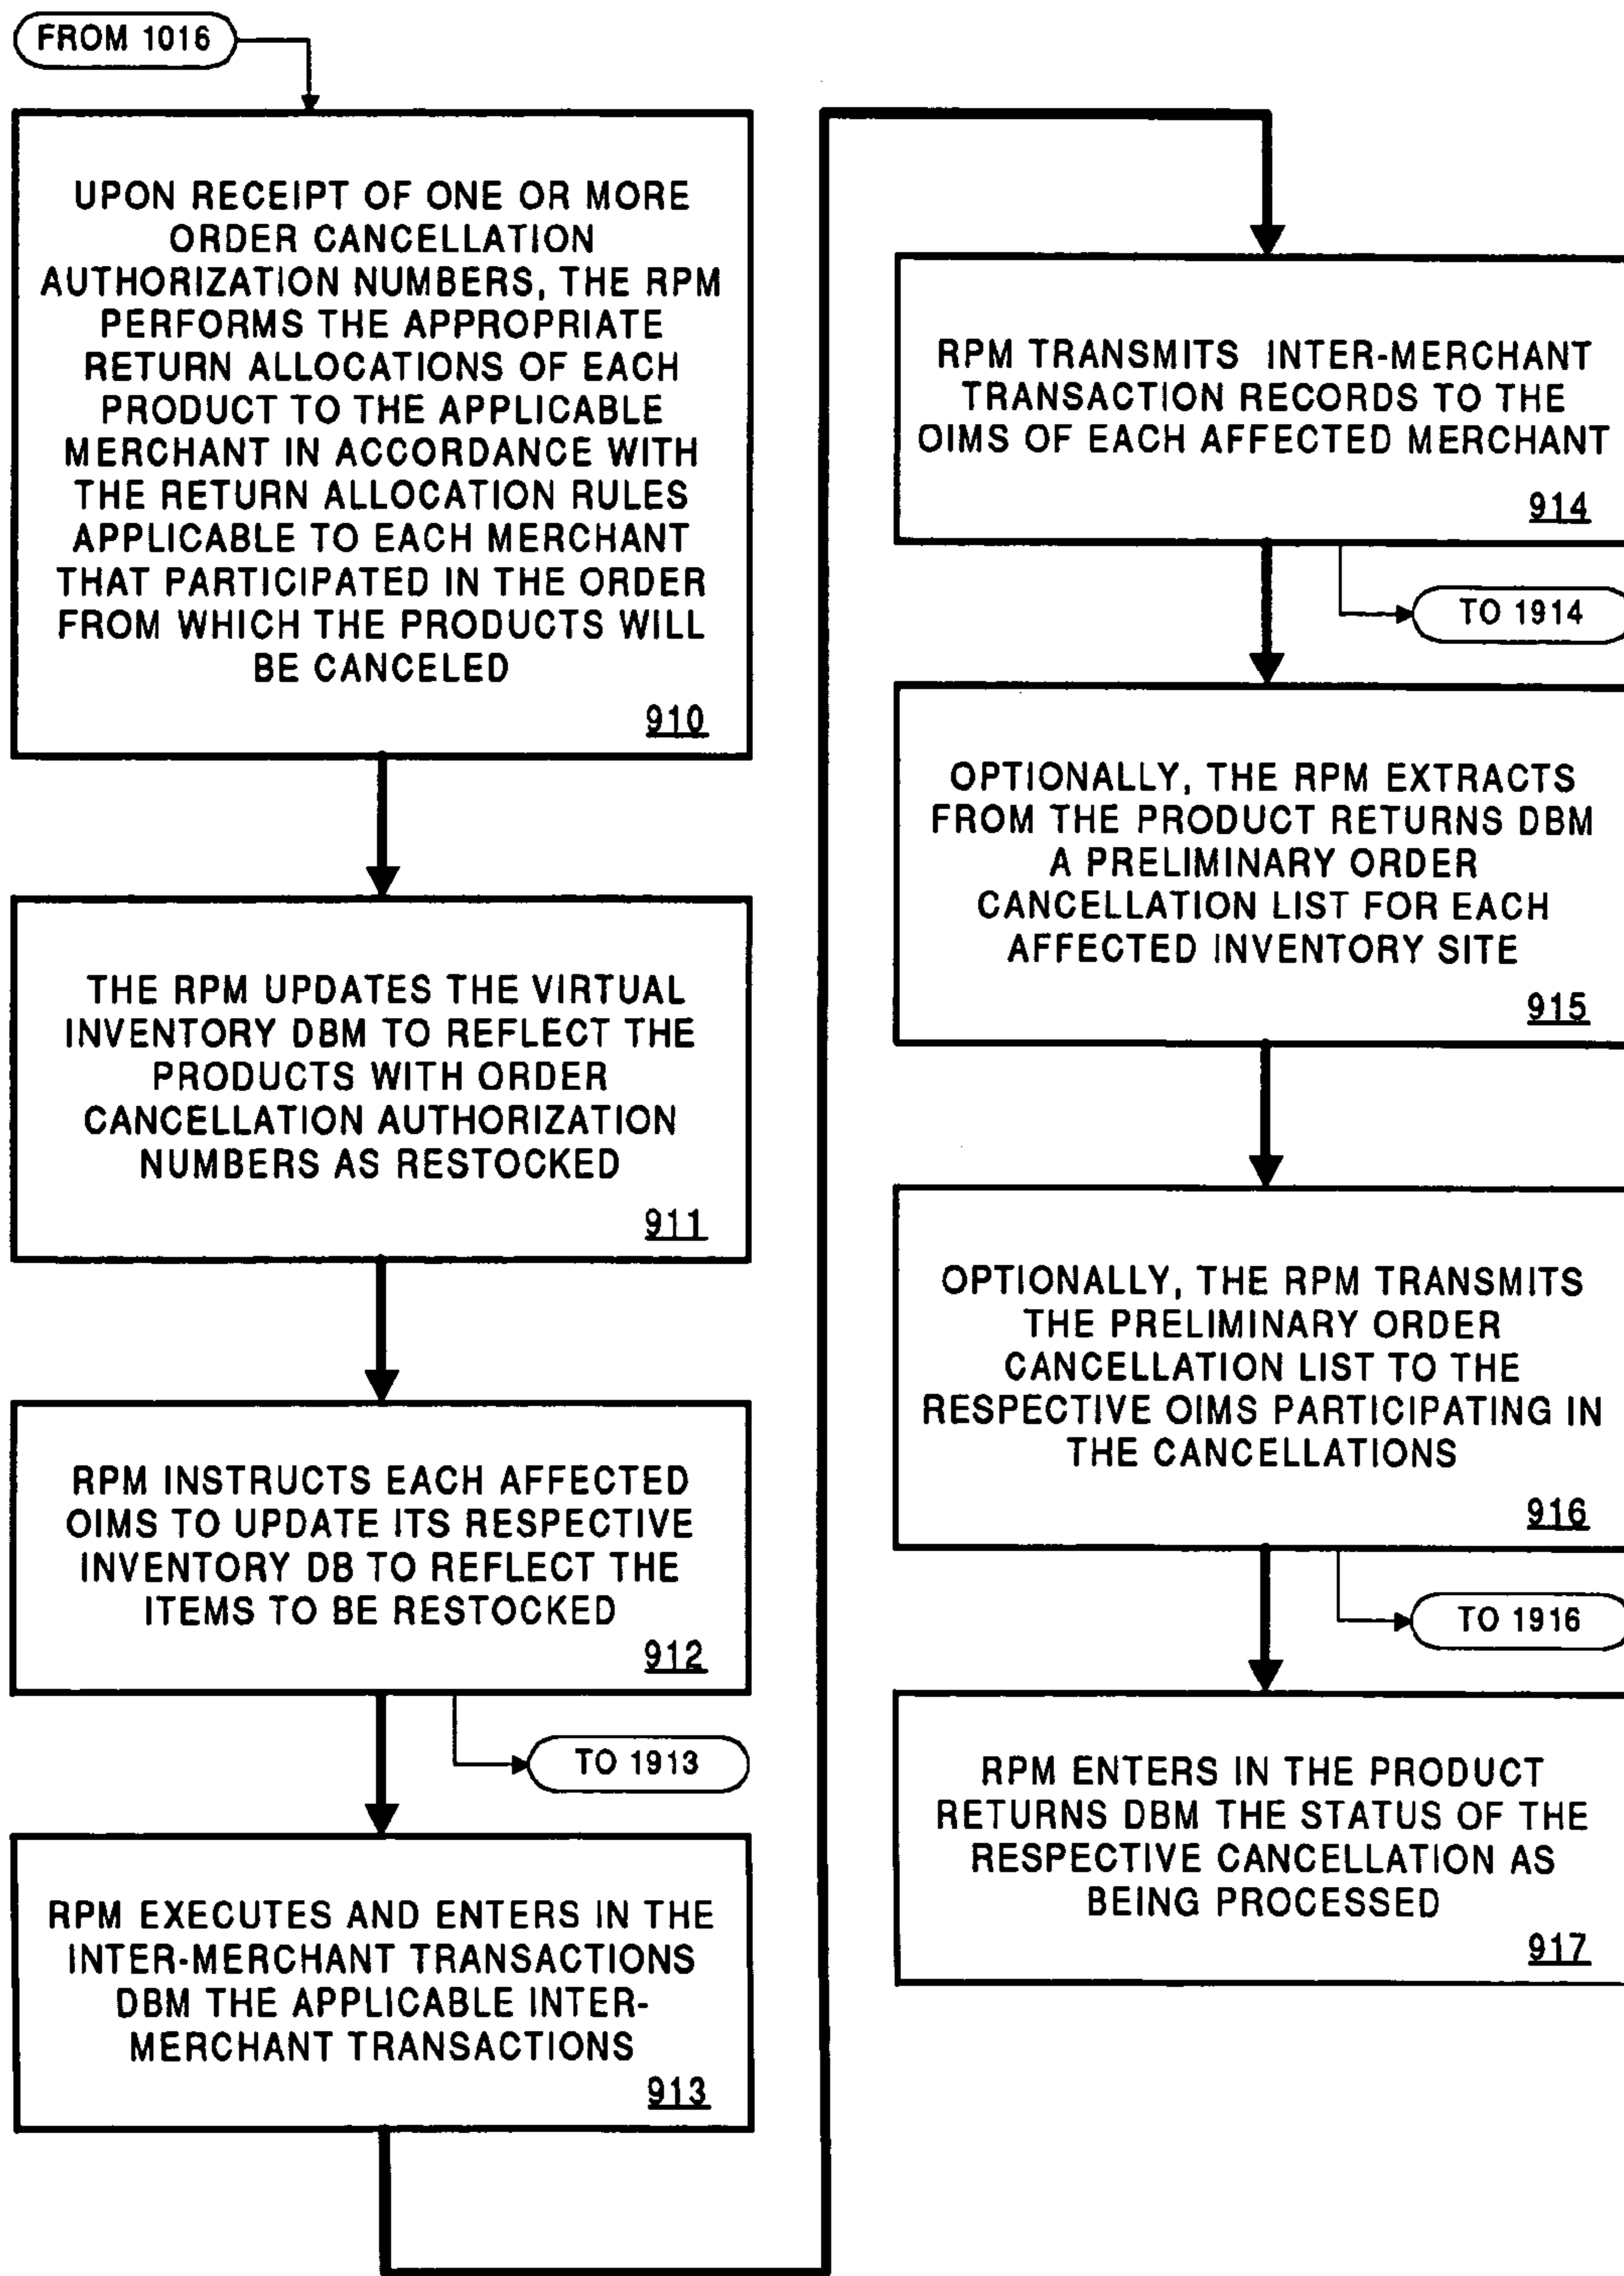 FROM 1016
UPON RECEIPT OF ONE OR MORE
ORDER CANCELLATION
AUTHORIZATION NUMBERS, THE RPM
PERFORMS THE APPROPRIATE
RETURN ALLOCATIONS OF EACH
PRODUCT TO THE APPLICABLE
MERCHANT IN ACCORDANCE WITH
THE RETURN ALLOCATION RULES
APPLICABLE TO EACH MERCHANT
THAT PARTICIPATED IN THE ORDER
FROM WHICH THE PRODUCTS WILL
BE CANCELED
910
THE RPM UPDATES THE VIRTUAL
INVENTORY DBM TO REFLECT THE
PRODUCTS WITH ORDER
CANCELLATION AUTHORIZATION
NUMBERS AS RESTOCKED
911
RPM INSTRUCTS EACH AFFECTED
OIMS TO UPDATE ITS RESPECTIVE
INVENTORY DB TO REFLECT THE
ITEMS TO BE RESTOCKED
912
TO 1913
RPM EXECUTES AND ENTERS IN THE
INTER-MERCHANT TRANSACTIONS
DBM THE APPLICABLE INTER-
MERCHANT TRANSACTIONS
913
RPM TRANSMITS INTER-MERCHANT
TRANSACTION RECORDS TO THE
OIMS OF EACH AFFECTED MERCHANT
914
TO 1914
OPTIONALLY, THE RPM EXTRACTS
FROM THE PRODUCT RETURNS DBM
A PRELIMINARY ORDER
CANCELLATION LIST FOR EACH
AFFECTED INVENTORY SITE
915
OPTIONALLY, THE RPM TRANSMITS
THE PRELIMINARY ORDER
CANCELLATION LIST TO THE
RESPECTIVE OIMS PARTICIPATING IN
THE CANCELLATIONS
916
TO 1916
RPM ENTERS IN THE PRODUCT
RETURNS DBM THE STATUS OF THE
RESPECTIVE CANCELLATION AS
BEING PROCESSED
917